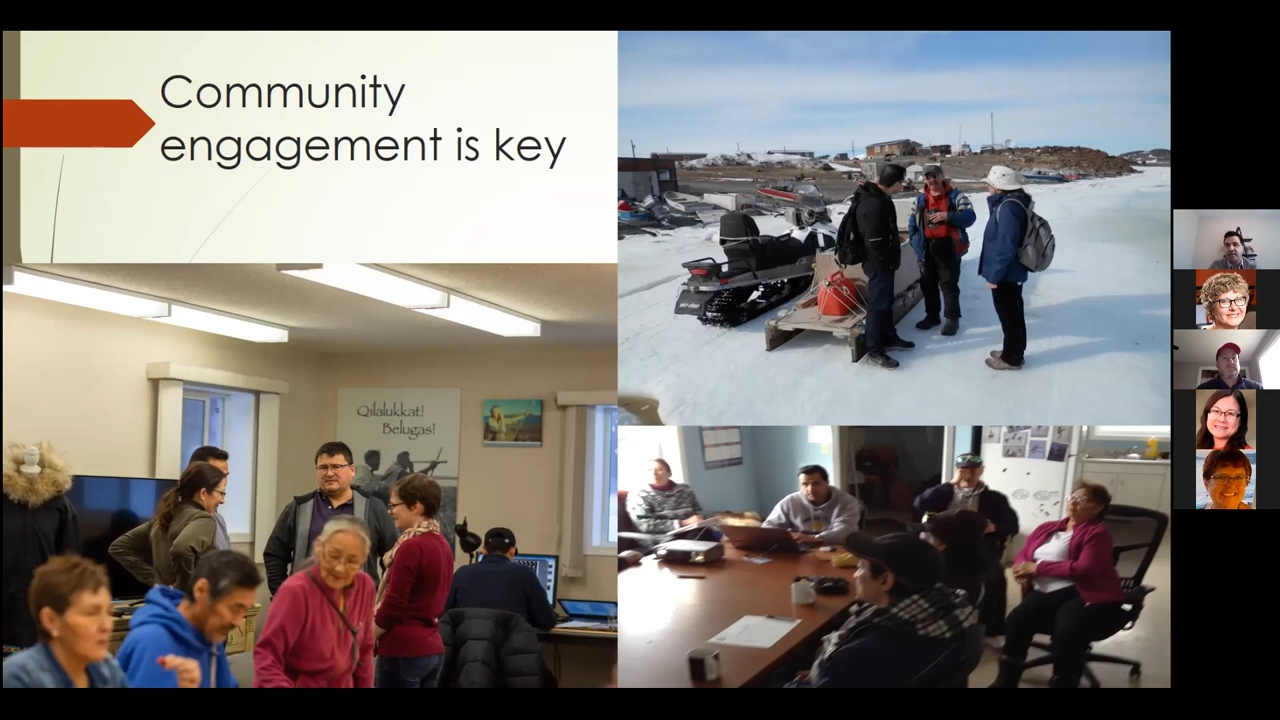 Community
engagement is key
Qilalukkat!
Belugas!